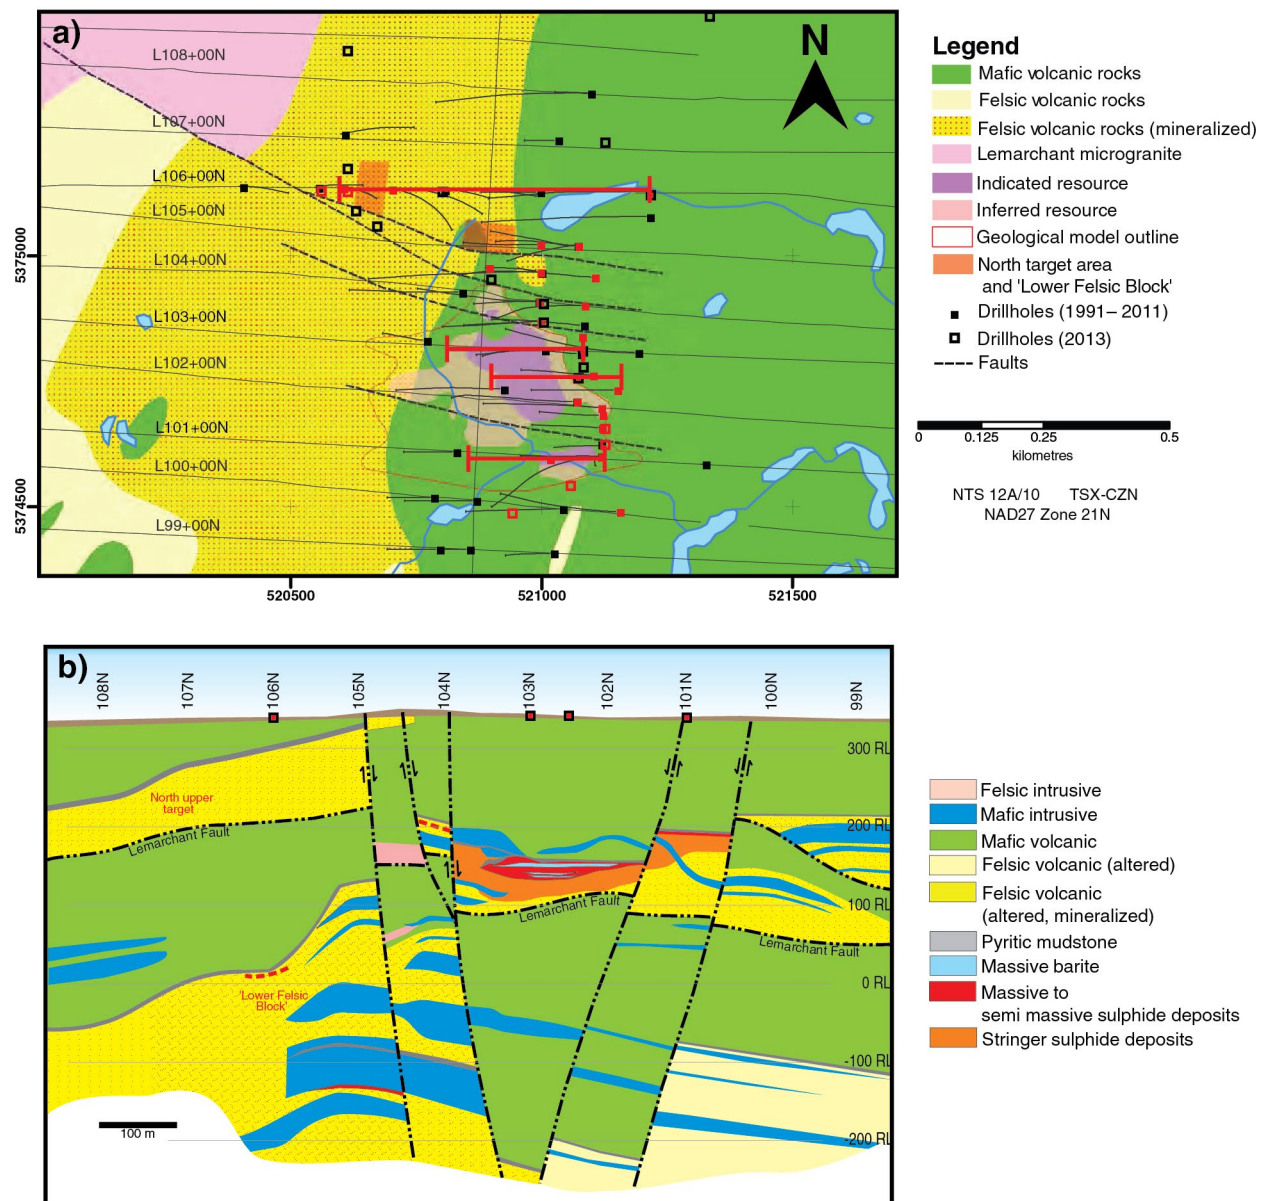 a)
N
L108+00N
L107+00N
L106+00N
L105+00N
L104+00N
L103+00N
L102+00N
L101+00N
L100+00N
L99+00N
5375000
5374500
520500
521000
521500
Legend
Mafic volcanic rocks
Felsic volcanic rocks
Felsic volcanic rocks (mineralized)
Lemarchant microgranite
Indicated resource
Inferred resource
Geological model outline
North target area
and 'Lower Felsic Block'
Drillholes (1991– 2011)
Drillholes (2013)
Faults
0 0.125 0.25 0.5
kilometres
NTS 12A/10 TSX-CZN
NAD27 Zone 21N
b)
108N
107N
106N
105N
104N
103N
102N
101N
100N
99N
300 RL
200 RL
100 RL
0 RL
-100 RL
-200 RL
North upper
target
Lemarchant Fault
Lemarchant Fault
Lemarchant Fault
'Lower Felsic
Block'
100 m
Felsic intrusive
Mafic intrusive
Mafic volcanic
Felsic volcanic (altered)
Felsic volcanic
(altered, mineralized)
Pyritic mudstone
Massive barite
Massive to
semi massive sulphide deposits
Stringer sulphide deposits